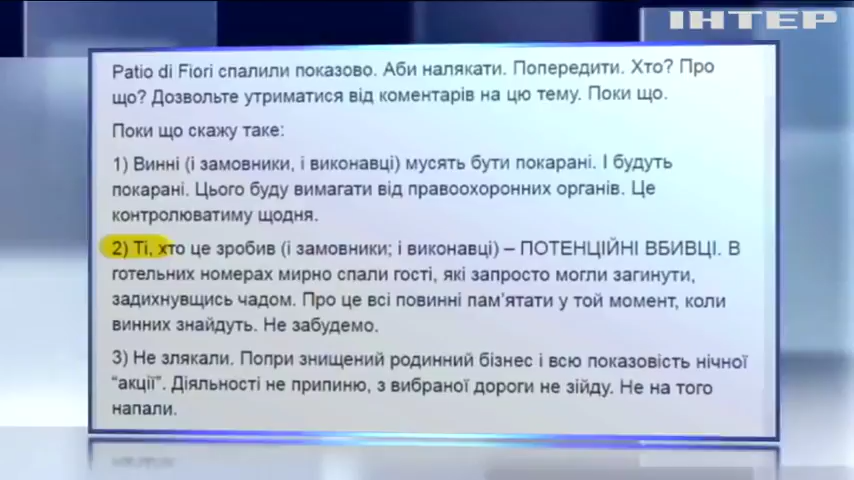 ІНТЕР
Patio di Fiori спалили показово. Аби налякати. Попередити. Хто? Про
що? Дозвольте утриматися від коментарів на цю тему. Поки що.
Поки що скажу таке:
1) Винні (і замовники, і виконавці) мусять бути покарані. І будуть
покарані. Цього буду вимагати від правоохоронних органів. Це
контролюватиму щодня.
2) Ті, хто це зробив (і замовники; і виконавці) – ПОТЕНЦІЙНІ ВБИВЦІ. В
готельних номерах мирно спали гості, які запросто могли загинути,
задихнувщись чадом. Про це всі повинні пам'ятати у той момент, коли
винних знайдуть. Не забудемо.
3) Не злякали. Попри знищений родинний бізнес і всю показовість нічної
“акції”. Діяльності не припиню, з вибраної дороги не зійду. Не на того
напали.